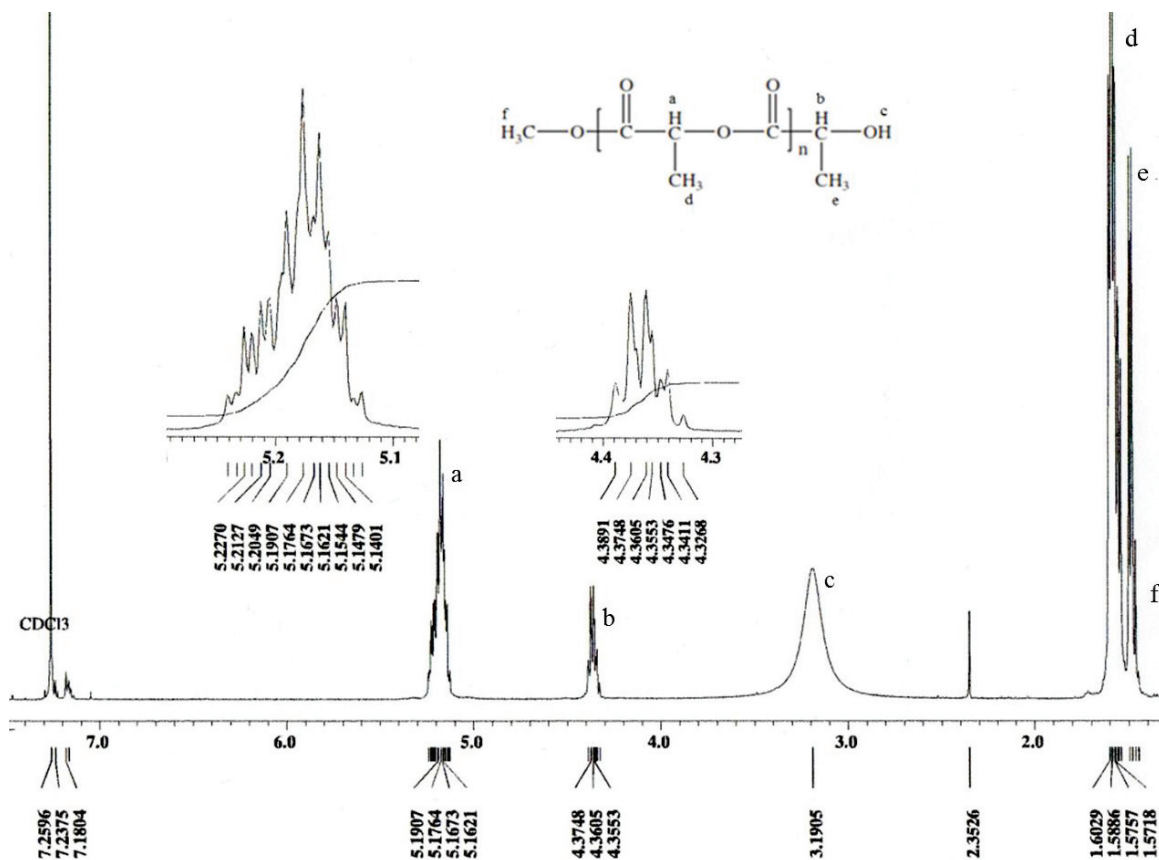 d
O O
f a b c
H H
H₃C O C C O C C OH
n
CH₃ CH₃
d e
e
5.2 5.1
4.4 4.3
a
5.2270
5.2127
5.2049
5.1907
5.1764
5.1673
5.1621
5.1544
5.1479
5.1401
4.3891
4.3748
4.3605
4.3553
4.3476
4.3411
4.3268
c
f
CDCl3
b
7.0 6.0 5.0 4.0 3.0 2.0
7.2596
7.2375
7.1804
5.1907
5.1764
5.1673
5.1621
4.3748
4.3605
4.3553
3.1905
2.3526
1.6029
1.5886
1.5757
1.5718